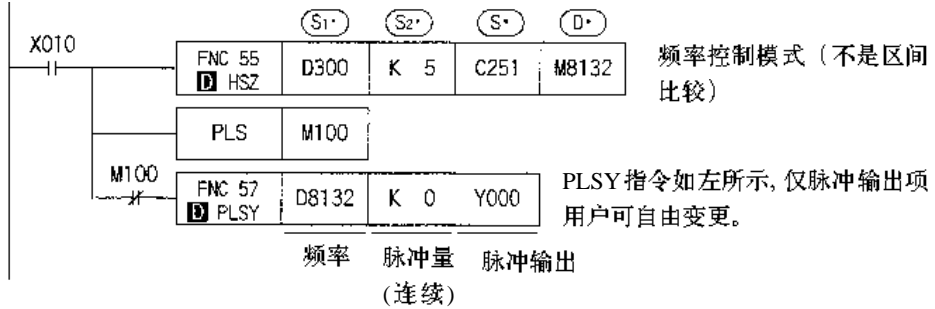 S1· S2· S· D·
X010
FNC 55
D HSZ D300 K 5 C251 M8132
频率控制模式（不是区间
比较）
PLS M100
M100
FNC 57
D PLSY D8132 K 0 Y000
PLSY指令如左所示,仅脉冲输出项
用户可自由变更。
频率 脉冲量 脉冲输出
(连续)